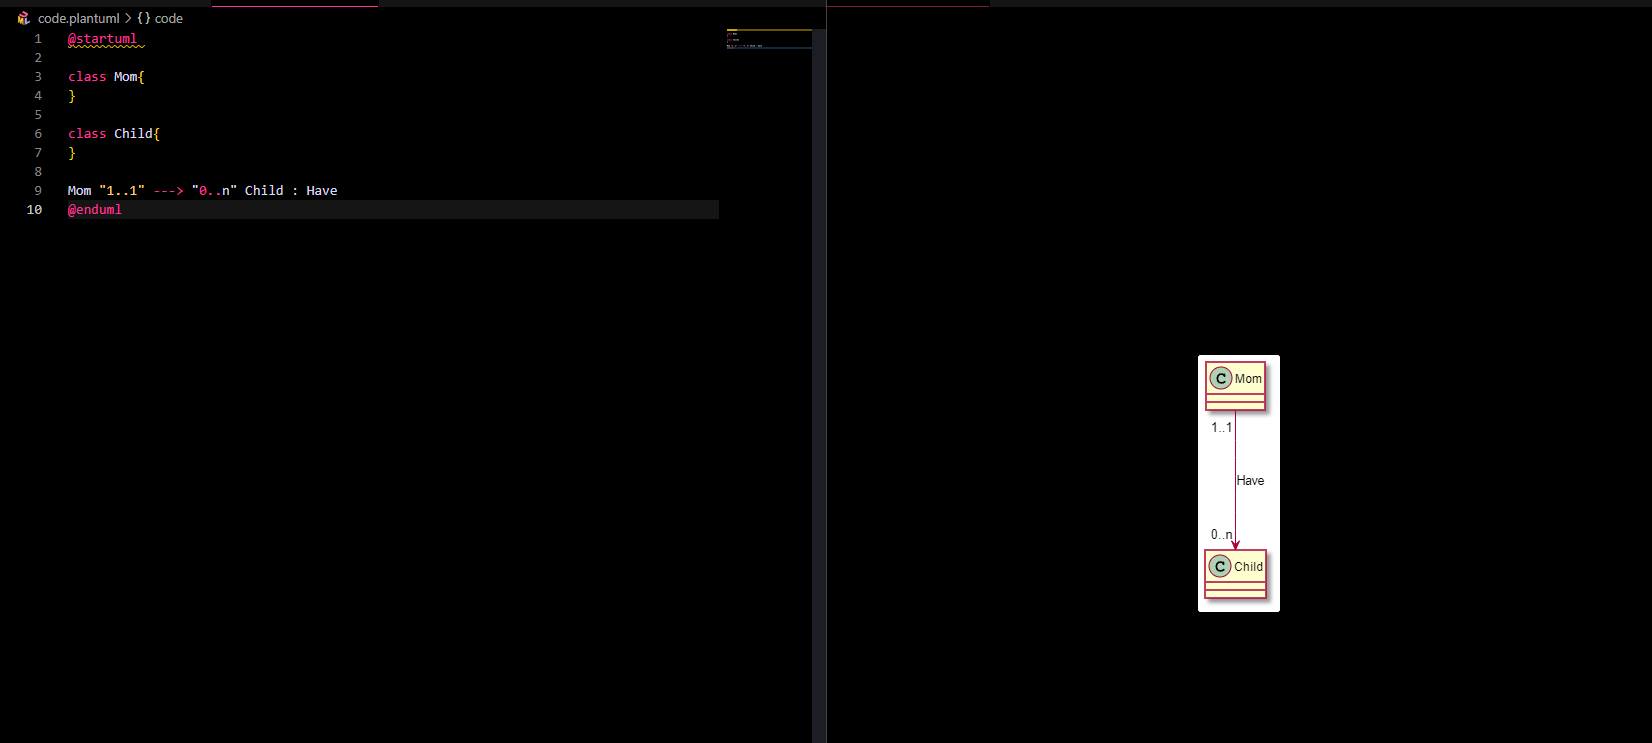 code.plantuml > {} code
1 @startuml
2
3 class Mom{
4 }
5
6 class Child{
7 }
8
9 Mom "1..1" ---> "0..n" Child : Have
10 @enduml
C Mom
1..1
Have
0..n
C Child